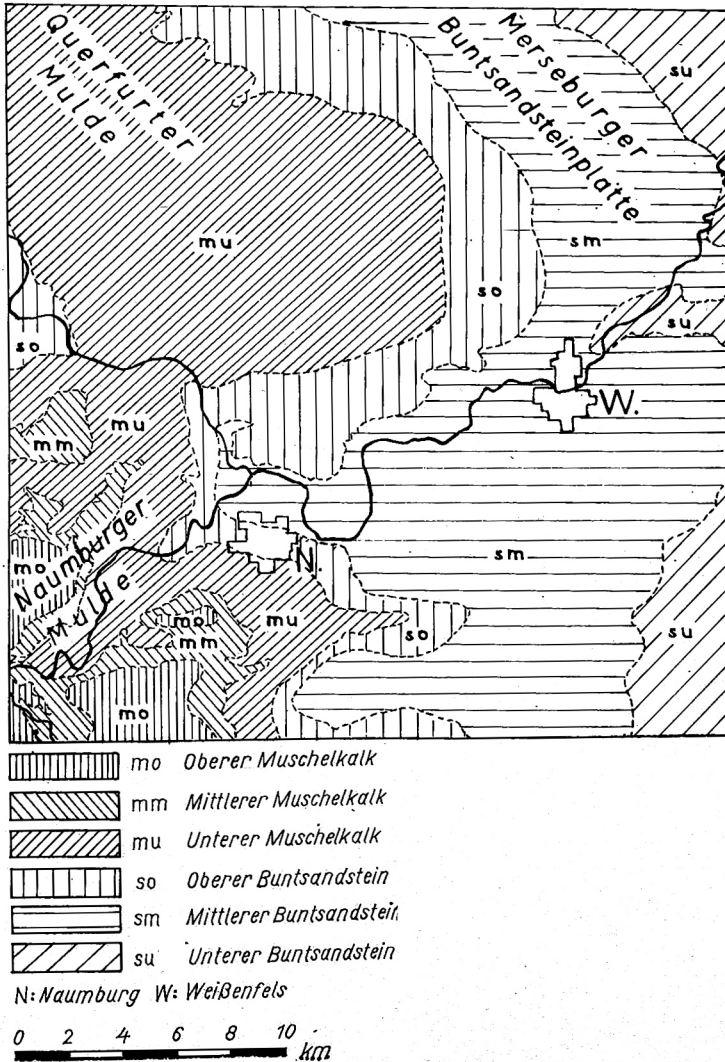 Querfurter
Mulde
Merseburger
Buntsandsteinplatte
su
mu
sm
so
su
so
W.
mu
mm
Naumburger
Mulde
mo
N
sm
mo
mm
mu
so
su
mo
mo Oberer Muschelkalk
mm Mittlerer Muschelkalk
mu Unterer Muschelkalk
so Oberer Buntsandstein
sm Mittlerer Buntsandstein
su Unterer Buntsandstein
N: Naumburg W: Weißenfels
0 2 4 6 8 10 km